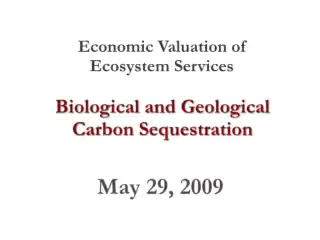 Economic Valuation of
Ecosystem Services
Biological and Geological
Carbon Sequestration
May 29, 2009